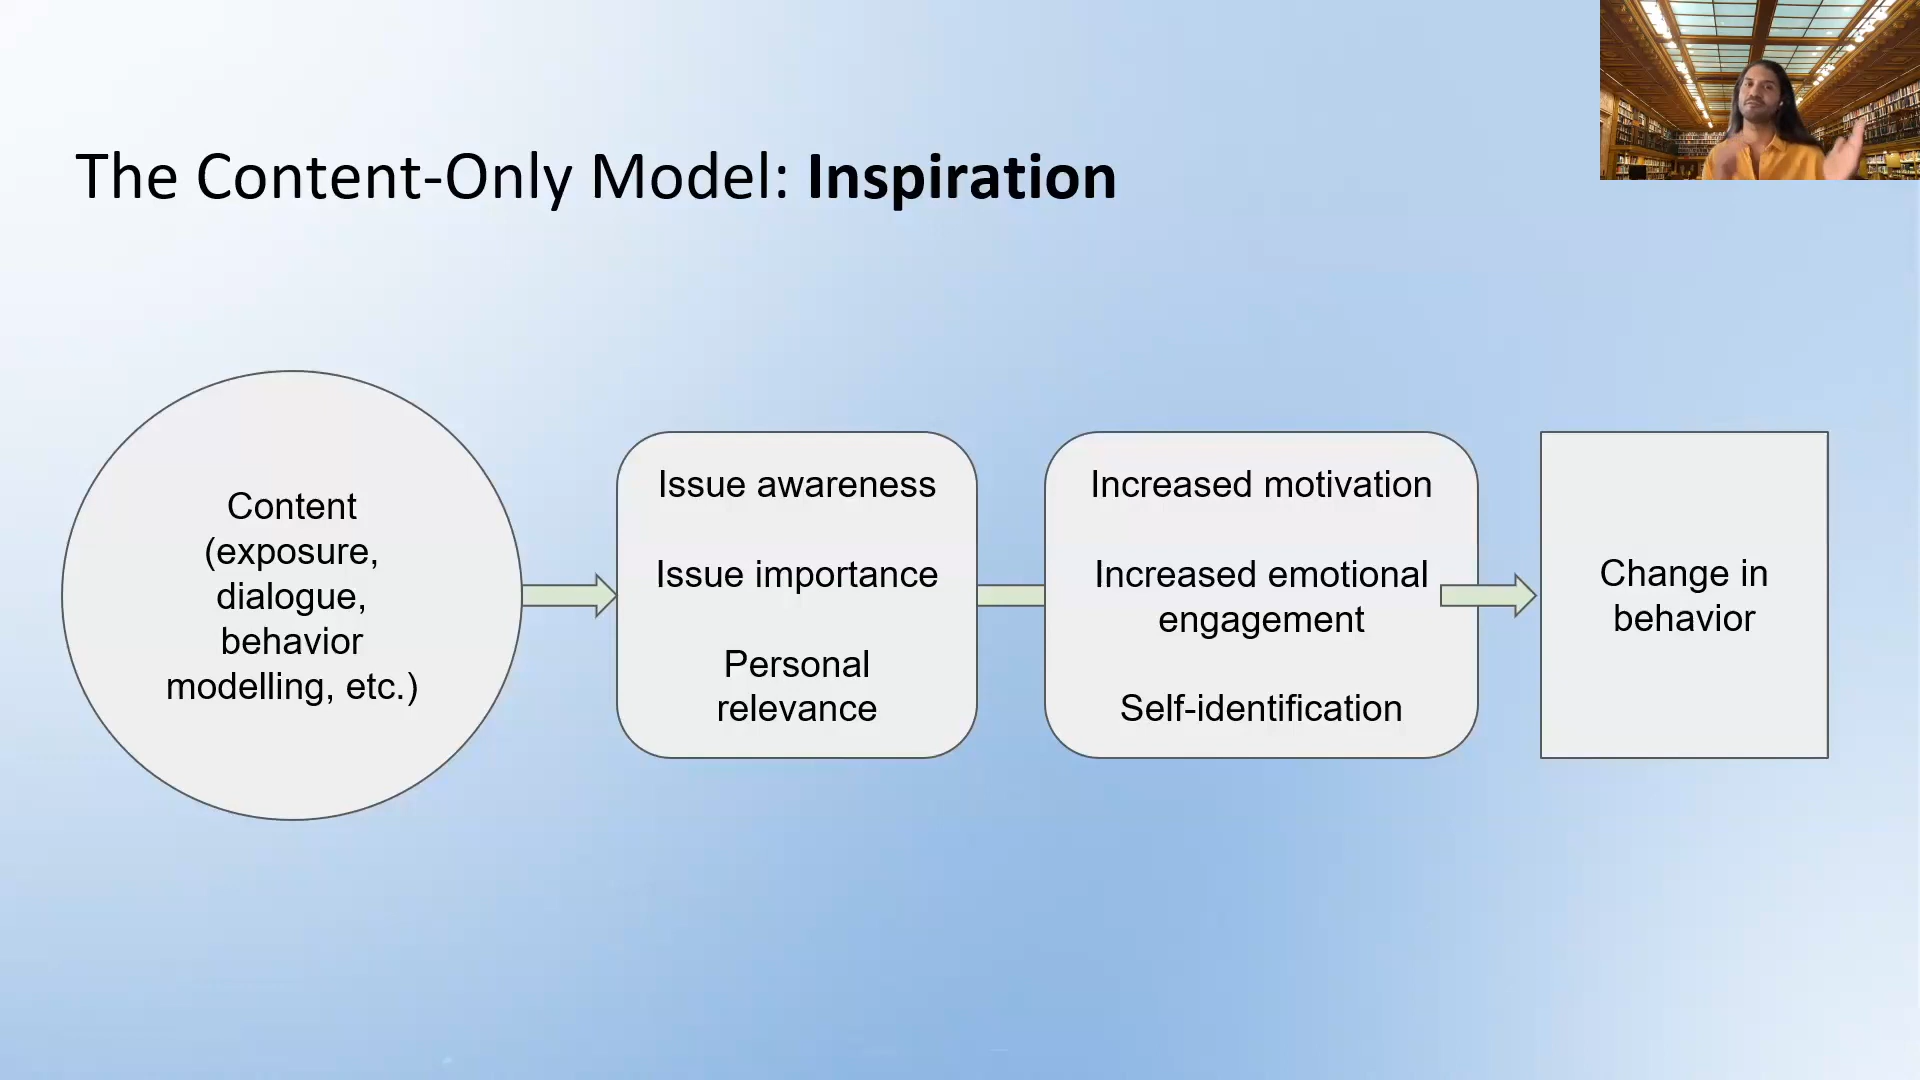 The Content-Only Model: Inspiration
Content
(exposure,
dialogue,
behavior
modelling, etc.)
Issue awareness
Issue importance
Personal
relevance
Increased motivation
Increased emotional
engagement
Self-identification
Change in
behavior